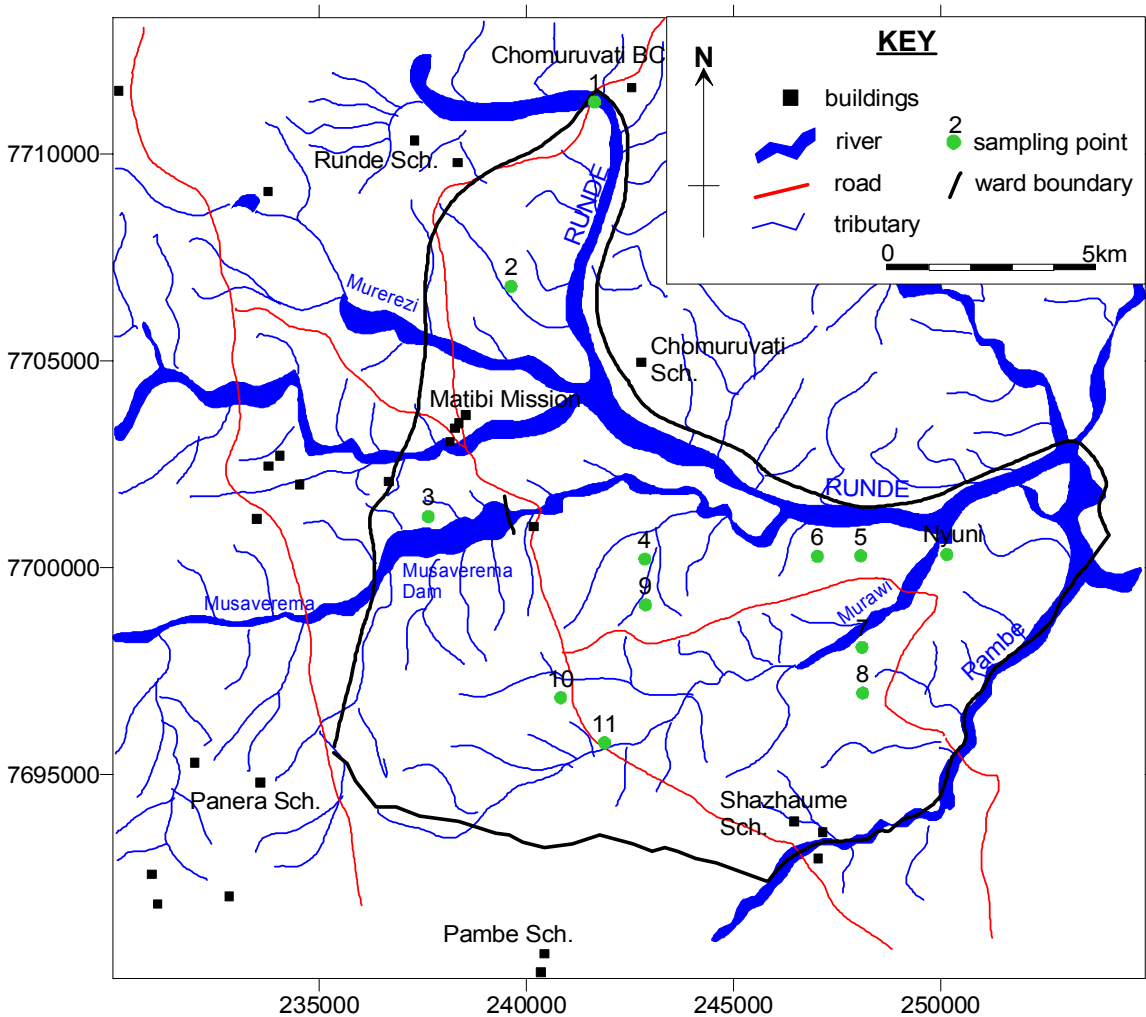 KEY
N
buildings
river
road
tributary
2
sampling point
ward boundary
0
5km
Chomuruvati BC
1
7710000
Runde Sch.
RUNDE
2
Murerezi
7705000
Chomuruvati
Sch.
Matibi Mission
3
RUNDE
Nyuni
4
6
5
7700000
Musaverema
Dam
9
Musaverema
Murawi
7
Pambe
8
10
11
7695000
Panera Sch.
Shazhaume
Sch.
Pambe Sch.
235000
240000
245000
250000